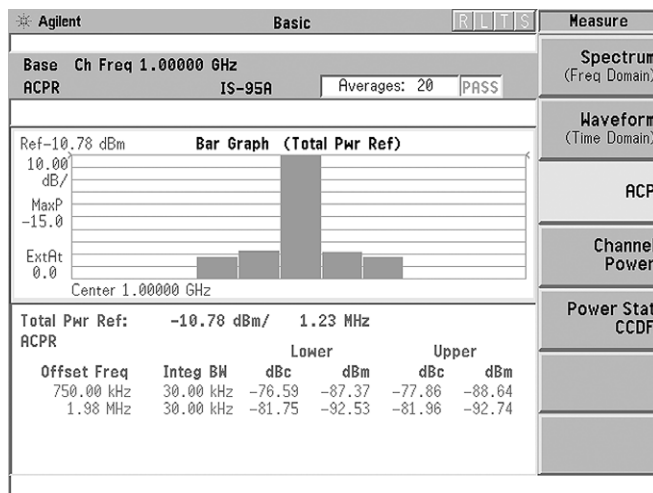 Agilent Basic R L T S Measure
Base Ch Freq 1.00000 GHz
ACPR IS-95A Averages: 20 PASS
Ref-10.78 dBm Bar Graph (Total Pwr Ref)
10.00
dB/
MaxP
-15.0
ExtAt
0.0
Center 1.00000 GHz
Total Pwr Ref: -10.78 dBm/ 1.23 MHz
ACPR
Lower Upper
Offset Freq Integ BW dBc dBm dBc dBm
750.00 kHz 30.00 kHz -76.59 -87.37 -77.86 -88.64
1.98 MHz 30.00 kHz -81.75 -92.53 -81.96 -92.74
Spectrum
(Freq Domain)
Waveform
(Time Domain)
ACP
Channel
Power
Power Stat
CCDF